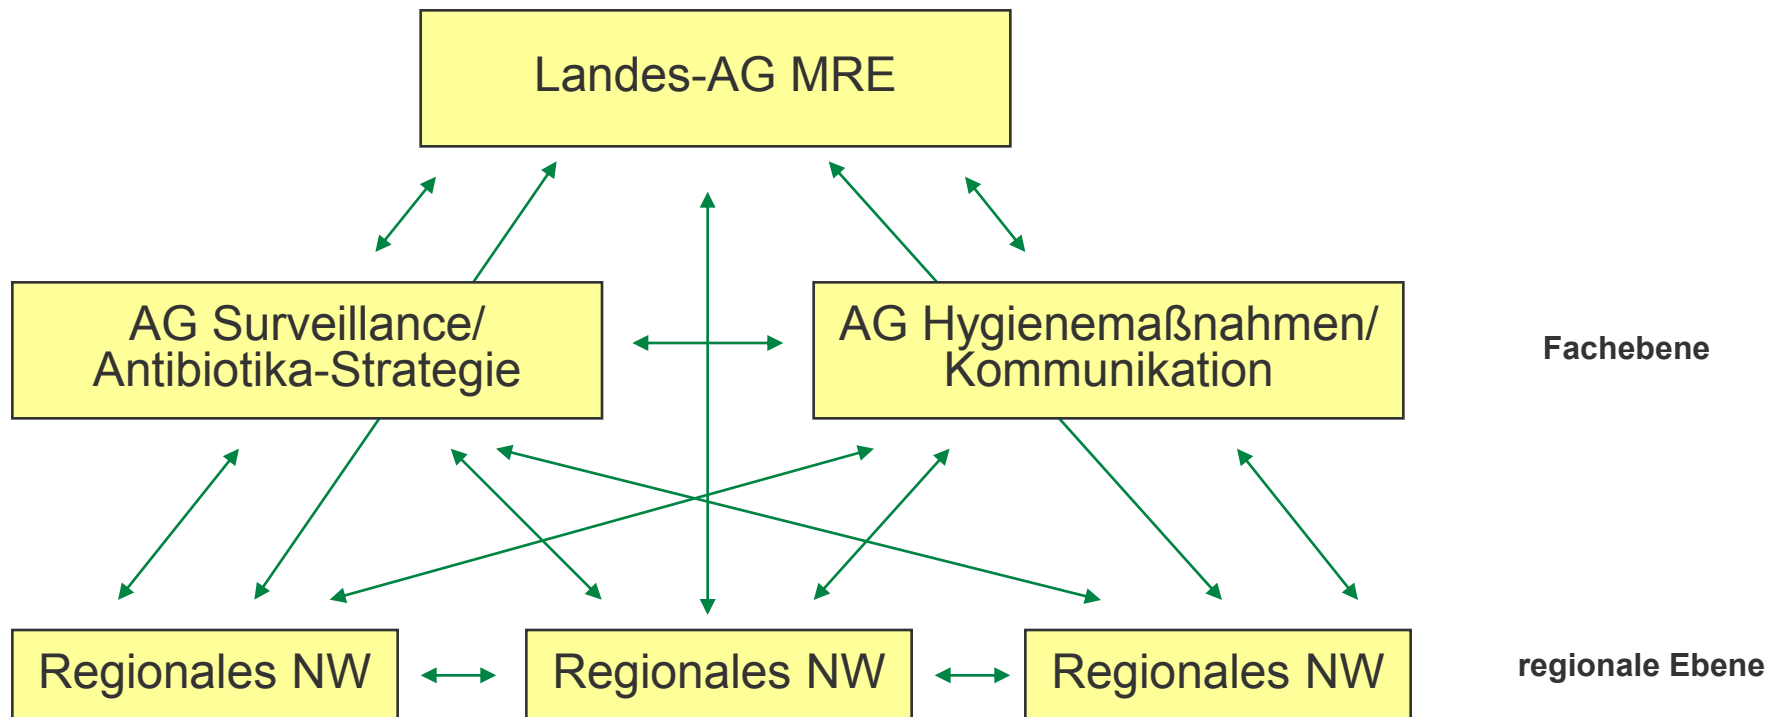 Landes-AG MRE
AG Surveillance/
Antibiotika-Strategie
AG Hygienemaßnahmen/
Kommunikation
Fachebene
Regionales NW
Regionales NW
Regionales NW
regionale Ebene